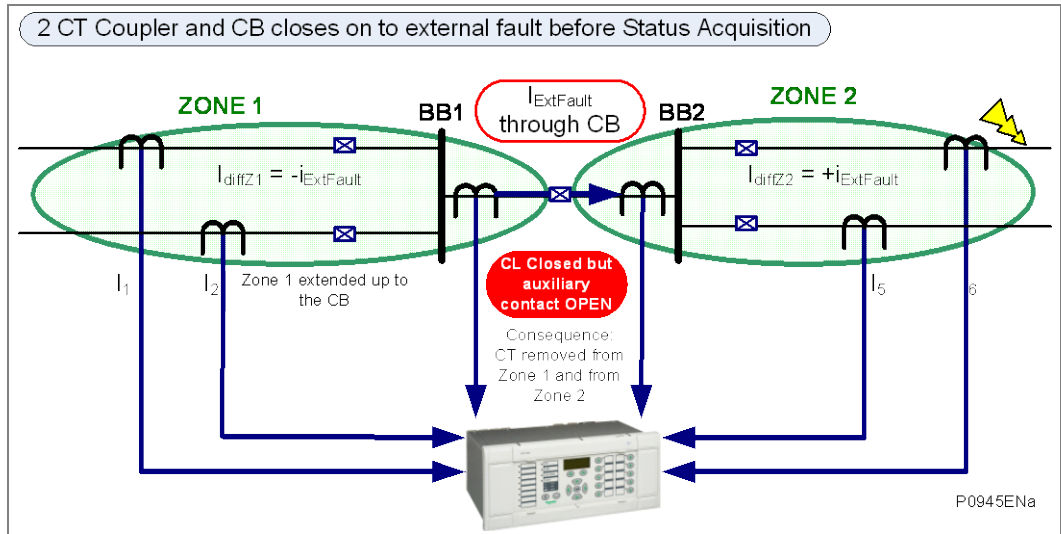 2 CT Coupler and CB closes on to external fault before Status Acquisition
ZONE 1
BB1
IExtFault
through CB
BB2
ZONE 2
IdiffZ1 = -iExtFault
IdiffZ2 = +iExtFault
I1
I2
Zone 1 extended up to
the CB
CL Closed but
auxiliary
contact OPEN
I5
6
Consequence:
CT removed from
Zone 1 and from
Zone 2
P0945ENa